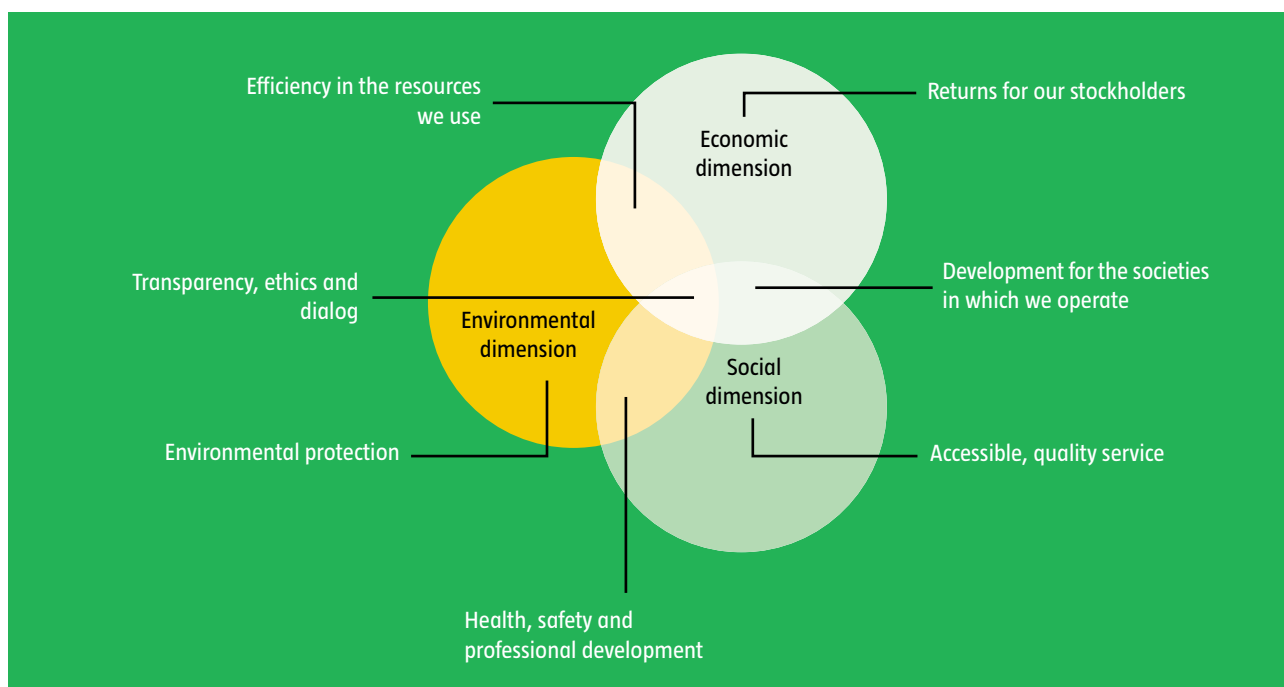 Efficiency in the resources
we use
Returns for our stockholders
Economic
dimension
Transparency, ethics and
dialog
Development for the societies
in which we operate
Environmental
dimension
Social
dimension
Environmental protection
Accessible, quality service
Health, safety and
professional development